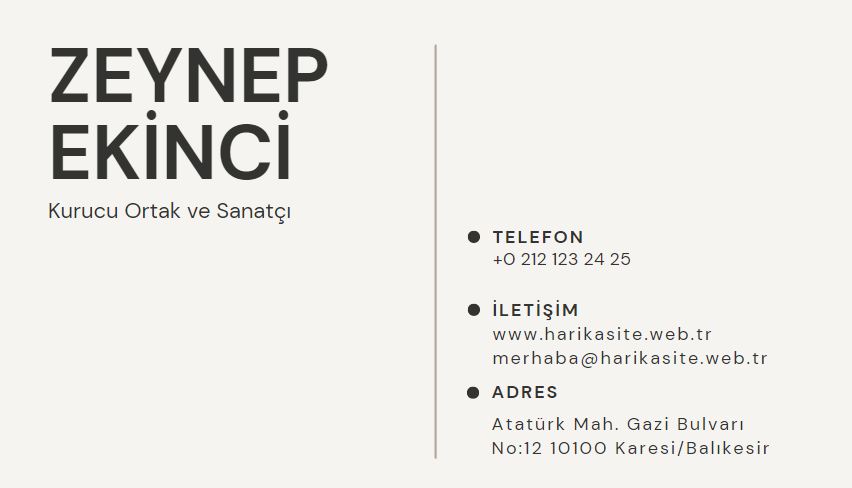 ZEYNEP
EKİNCİ
Kurucu Ortak ve Sanatçı
TELEFON
+0 212 123 24 25
İLETİŞİM
www.harikasite.web.tr
merhaba@harikasite.web.tr
ADRES
Atatürk Mah. Gazi Bulvarı
No:12 10100 Karesi/Balıkesir